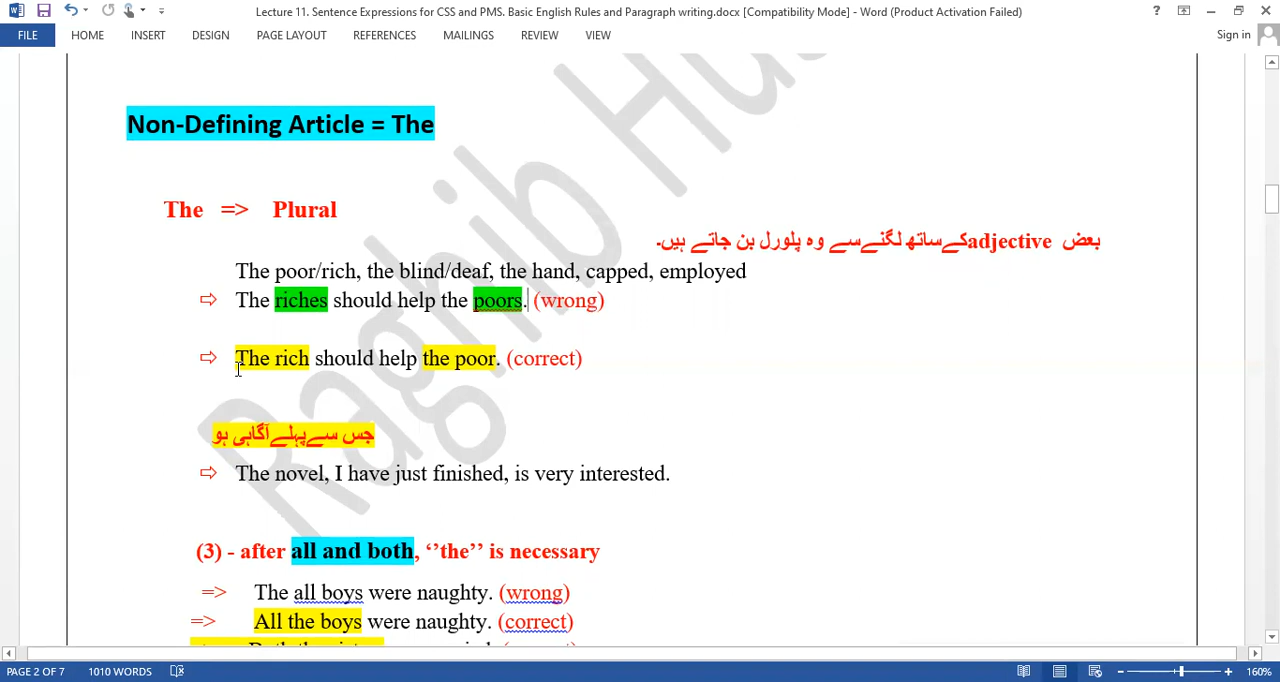 Lecture 11. Sentence Expressions for CSS and PMS. Basic English Rules and Paragraph writing.docx [Compatibility Mode] - Word (Product Activation Failed)
FILE HOME INSERT DESIGN PAGE LAYOUT REFERENCES MAILINGS REVIEW VIEW Sign in
Non-Defining Article = The
The => Plural
بعض adjective کے ساتھ لگنے سے وہ پلورل بن جاتے ہیں۔
The poor/rich, the blind/deaf, the hand, capped, employed
⇨ The riches should help the poors. (wrong)
⇨ The rich should help the poor. (correct)
جس سے پہلے آگاہی ہو
⇨ The novel, I have just finished, is very interested.
(3) - after all and both, ‘‘the’’ is necessary
=> The all boys were naughty. (wrong)
=> All the boys were naughty. (correct)
PAGE 2 OF 7 1010 WORDS 160%